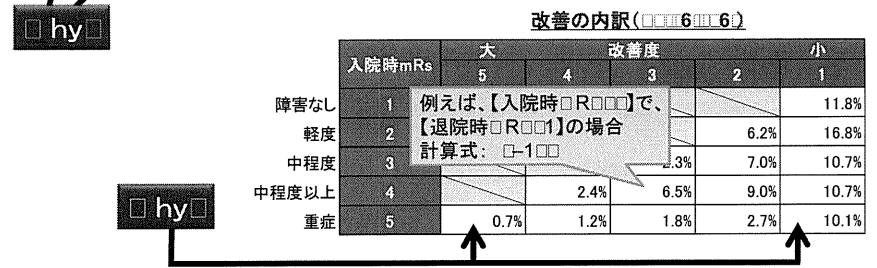 hy
改善の内訳(□□□6□□6□)
入院時mRs 大 改善度 小
5 4 3 2 1
障害なし 1 11.8%
例えば、【入院時□R□□□】で、
【退院時□R□□1】の場合
計算式: □-1□□
軽度 2 6.2% 16.8%
中程度 3 .3% 7.0% 10.7%
中程度以上 4 2.4% 6.5% 9.0% 10.7%
重症 5 0.7% 1.2% 1.8% 2.7% 10.1%
□hy□